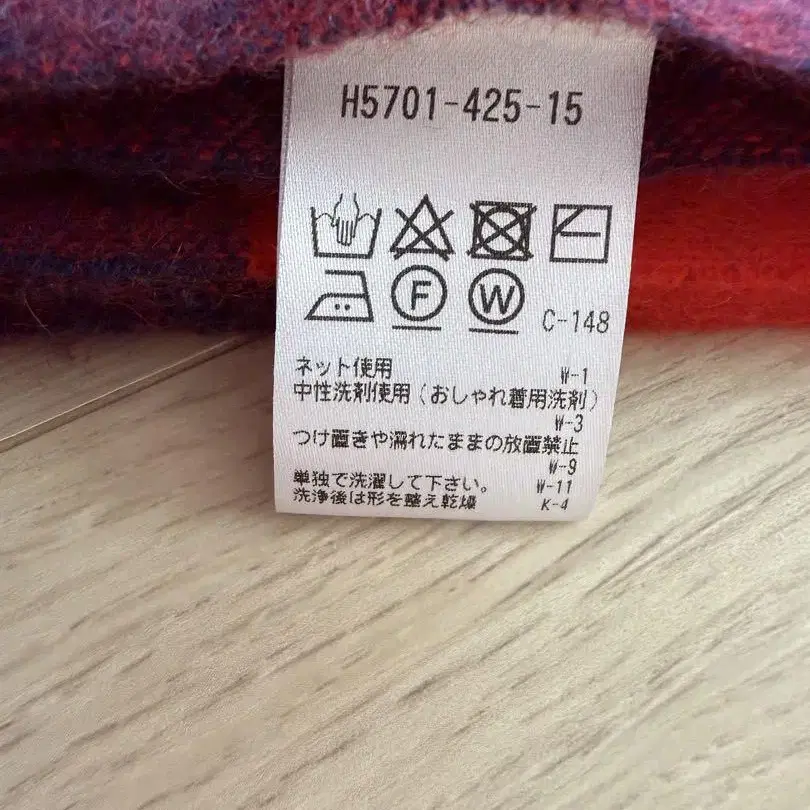 H5701-425-15
F W C-148
ネット使用 W-1
中性洗剤使用（おしゃれ着用洗剤）
W-3
つけ置きや濡れたままの放置禁止
W-9
単独で洗濯して下さい。 W-11
洗浄後は形を整え乾燥 K-4